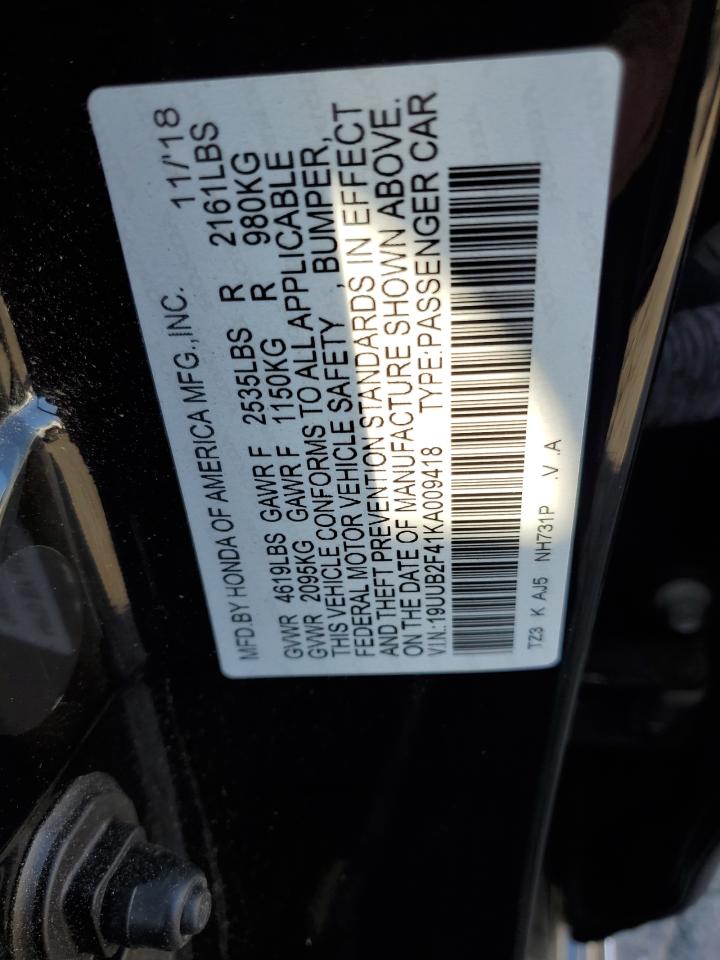 MFD.BY HONDA OF AMERICA MFG.,INC. 11/'18
GVWR 4619LBS GAWR F 2535LBS R 2161LBS
GVWR 2095KG GAWR F 1150KG R 980KG
THIS VEHICLE CONFORMS TO ALL APPLICABLE
FEDERAL MOTOR VEHICLE SAFETY , BUMPER,
AND THEFT PREVENTION STANDARDS IN EFFECT
ON THE DATE OF MANUFACTURE SHOWN ABOVE.
V.I.N.:19UUB2F41KA009418 TYPE:PASSENGER CAR
TZ3 K AJ5 NH731P .V A